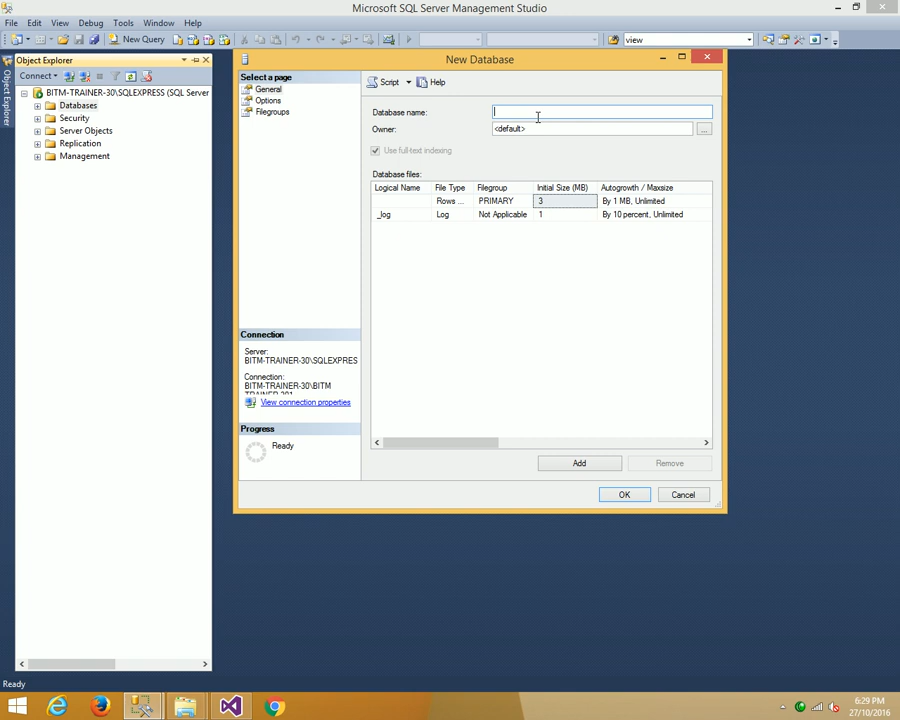 Microsoft SQL Server Management Studio
File Edit View Debug Tools Window Help
New Query
view
Object Explorer
Object Explorer
Connect
BITM-TRAINER-30\SQLEXPRESS (SQL Server
Databases
Security
Server Objects
Replication
Management
New Database
Select a page
General
Options
Filegroups
Script Help
Database name:
Owner: <default> ...
Use full-text indexing
Database files:
Logical Name File Type Filegroup Initial Size (MB) Autogrowth / Maxsize
Rows ... PRIMARY 3 By 1 MB, Unlimited
_log Log Not Applicable 1 By 10 percent, Unlimited
Connection
Server:
BITM-TRAINER-30\SQLEXPRES
Connection:
BITM-TRAINER-30\BITM
View connection properties
Progress
Ready
Add Remove
OK Cancel
Ready
6:29 PM
27/10/2016